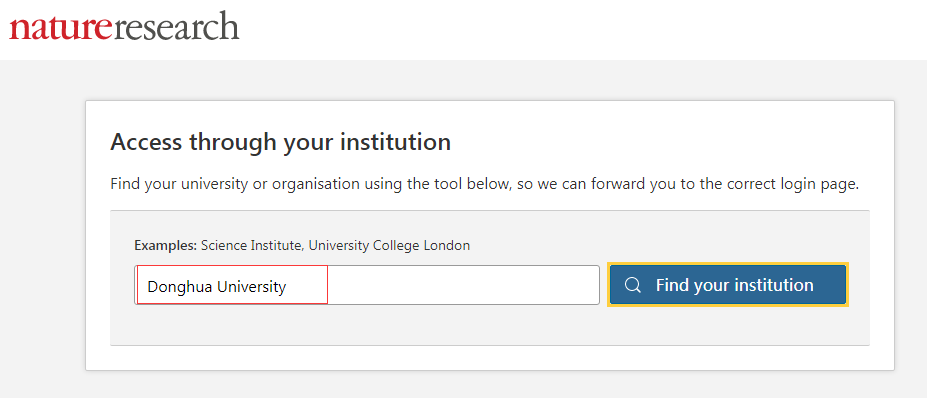 natureresearch
Access through your institution
Find your university or organisation using the tool below, so we can forward you to the correct login page.
Examples: Science Institute, University College London
Donghua University
Find your institution